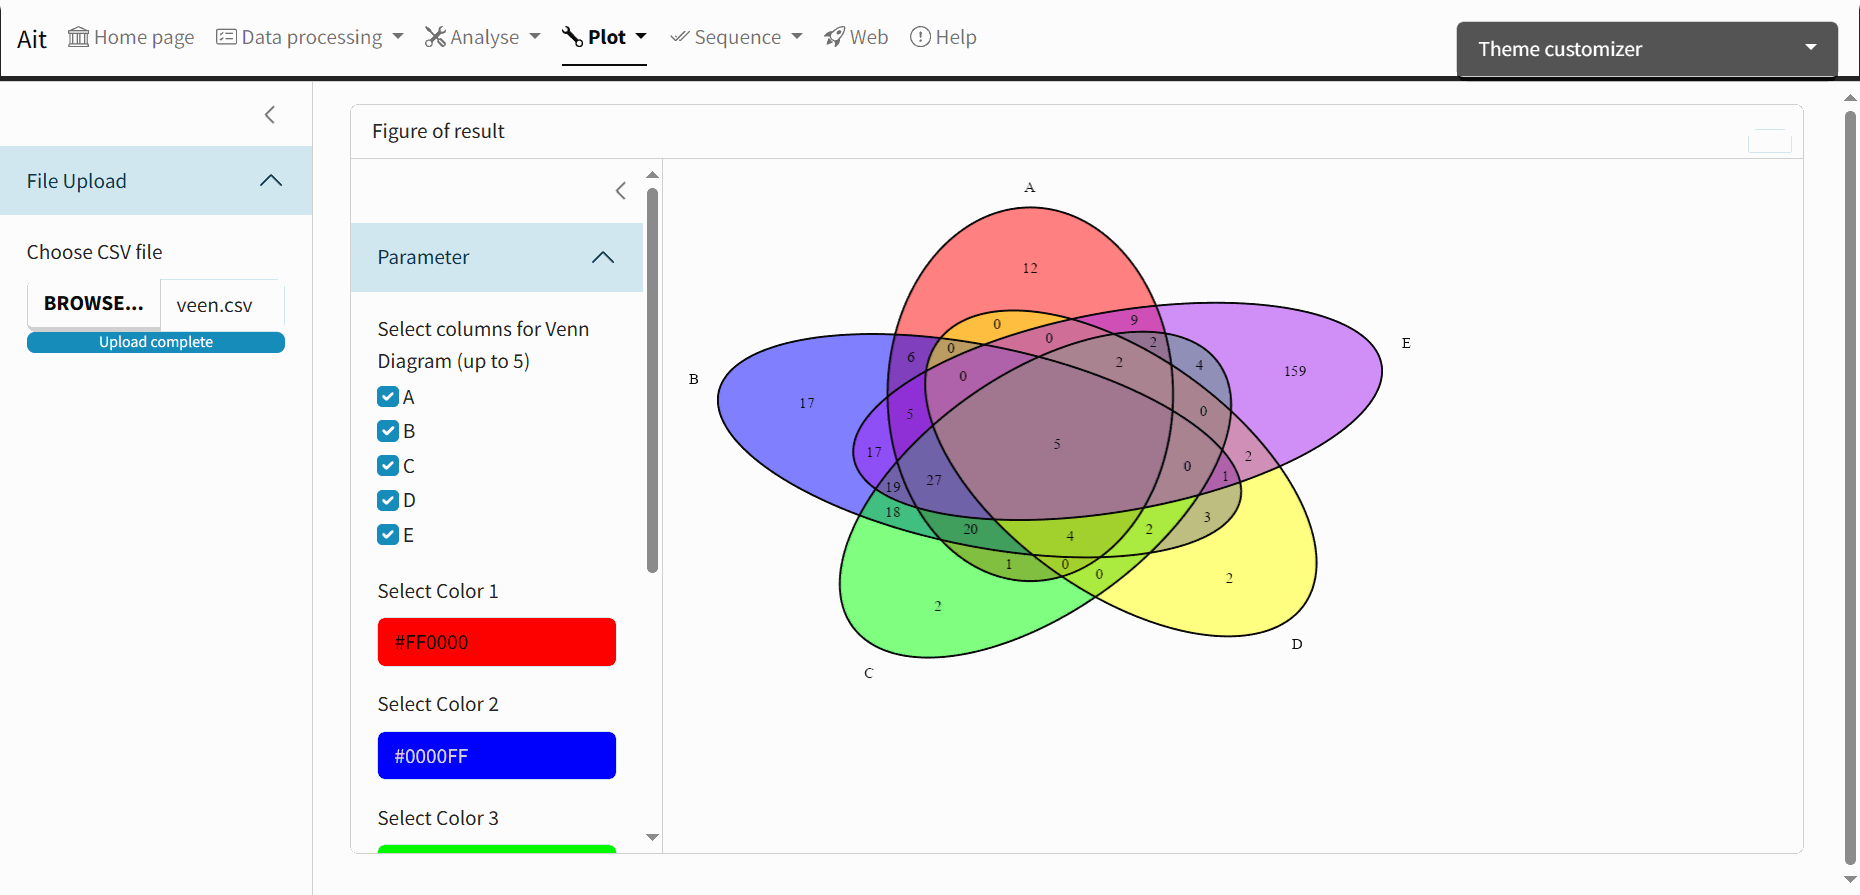 Ait Home page Data processing Analyse Plot Sequence Web Help Theme customizer
File Upload
Choose CSV file
BROWSE... veen.csv
Upload complete
Figure of result
Parameter
Select columns for Venn
Diagram (up to 5)
A
B
C
D
E
Select Color 1
#FF0000
Select Color 2
#0000FF
Select Color 3
A
12
0
9
E
0
2
0
6
2
4
159
0
B
17
5
0
5
17
2
0
1
27
19
18
3
20
2
4
1
0
0
2
2
D
C